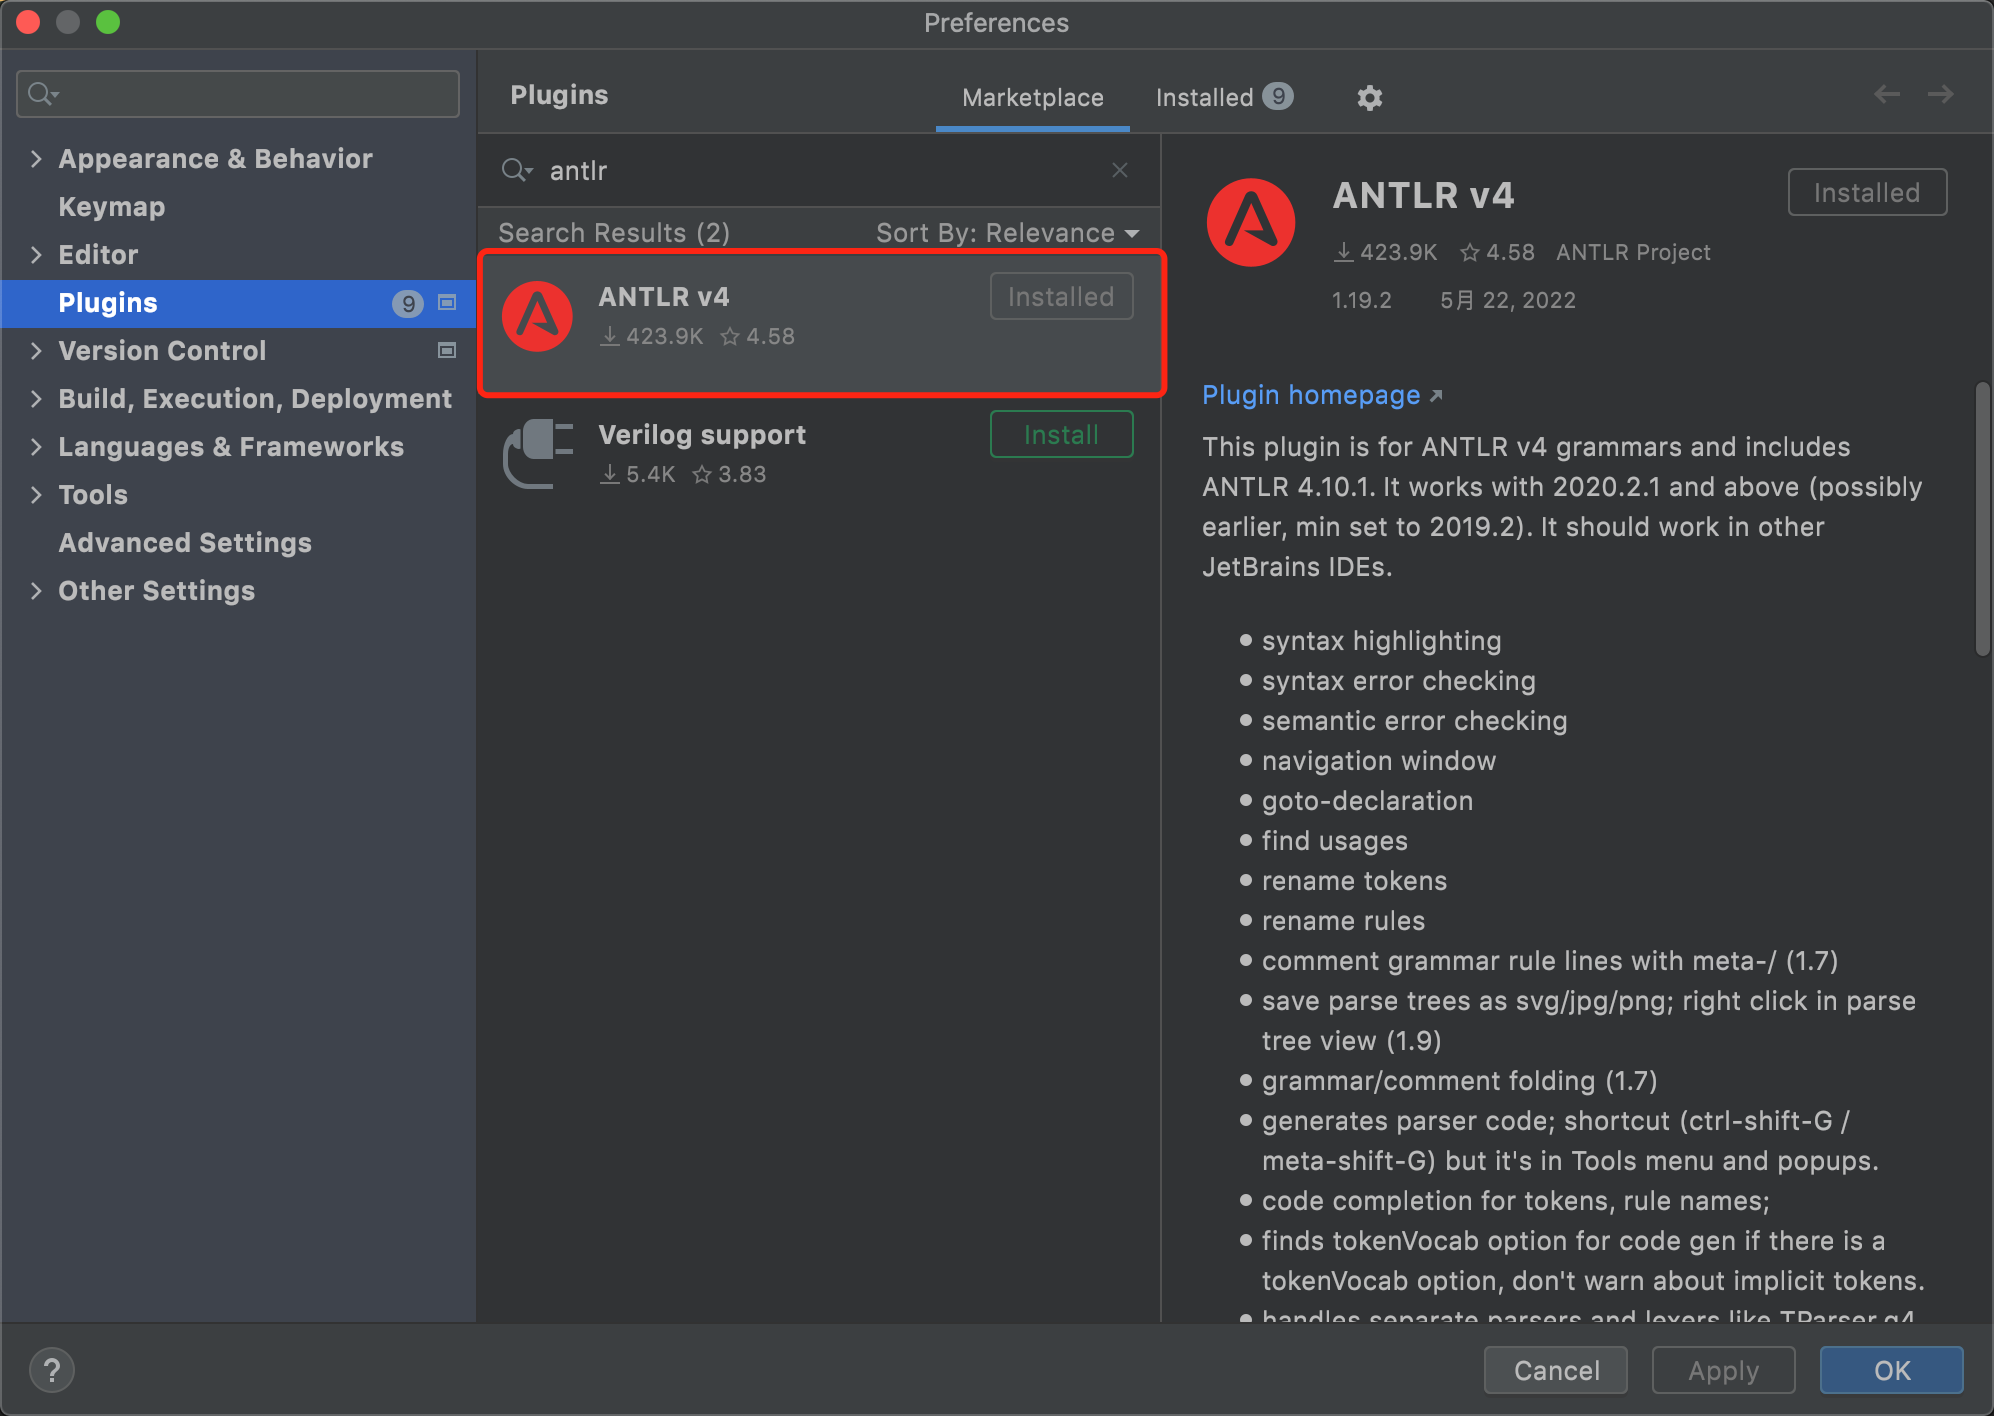 Preferences
Appearance & Behavior
Keymap
Editor
Plugins 9
Version Control
Build, Execution, Deployment
Languages & Frameworks
Tools
Advanced Settings
Other Settings
Plugins
Marketplace
Installed 9
antlr
Search Results (2)
Sort By: Relevance
ANTLR v4
Installed
423.9K 4.58
Verilog support
Install
5.4K 3.83
ANTLR v4
Installed
423.9K 4.58 ANTLR Project
1.19.2 5月 22, 2022
Plugin homepage
This plugin is for ANTLR v4 grammars and includes
ANTLR 4.10.1. It works with 2020.2.1 and above (possibly
earlier, min set to 2019.2). It should work in other
JetBrains IDEs.
syntax highlighting
syntax error checking
semantic error checking
navigation window
goto-declaration
find usages
rename tokens
rename rules
comment grammar rule lines with meta-/ (1.7)
save parse trees as svg/jpg/png; right click in parse
tree view (1.9)
grammar/comment folding (1.7)
generates parser code; shortcut (ctrl-shift-G /
meta-shift-G) but it's in Tools menu and popups.
code completion for tokens, rule names;
finds tokenVocab option for code gen if there is a
tokenVocab option, don't warn about implicit tokens.
handles separate parsers and lexers like TParser.g4
?
Cancel
Apply
OK